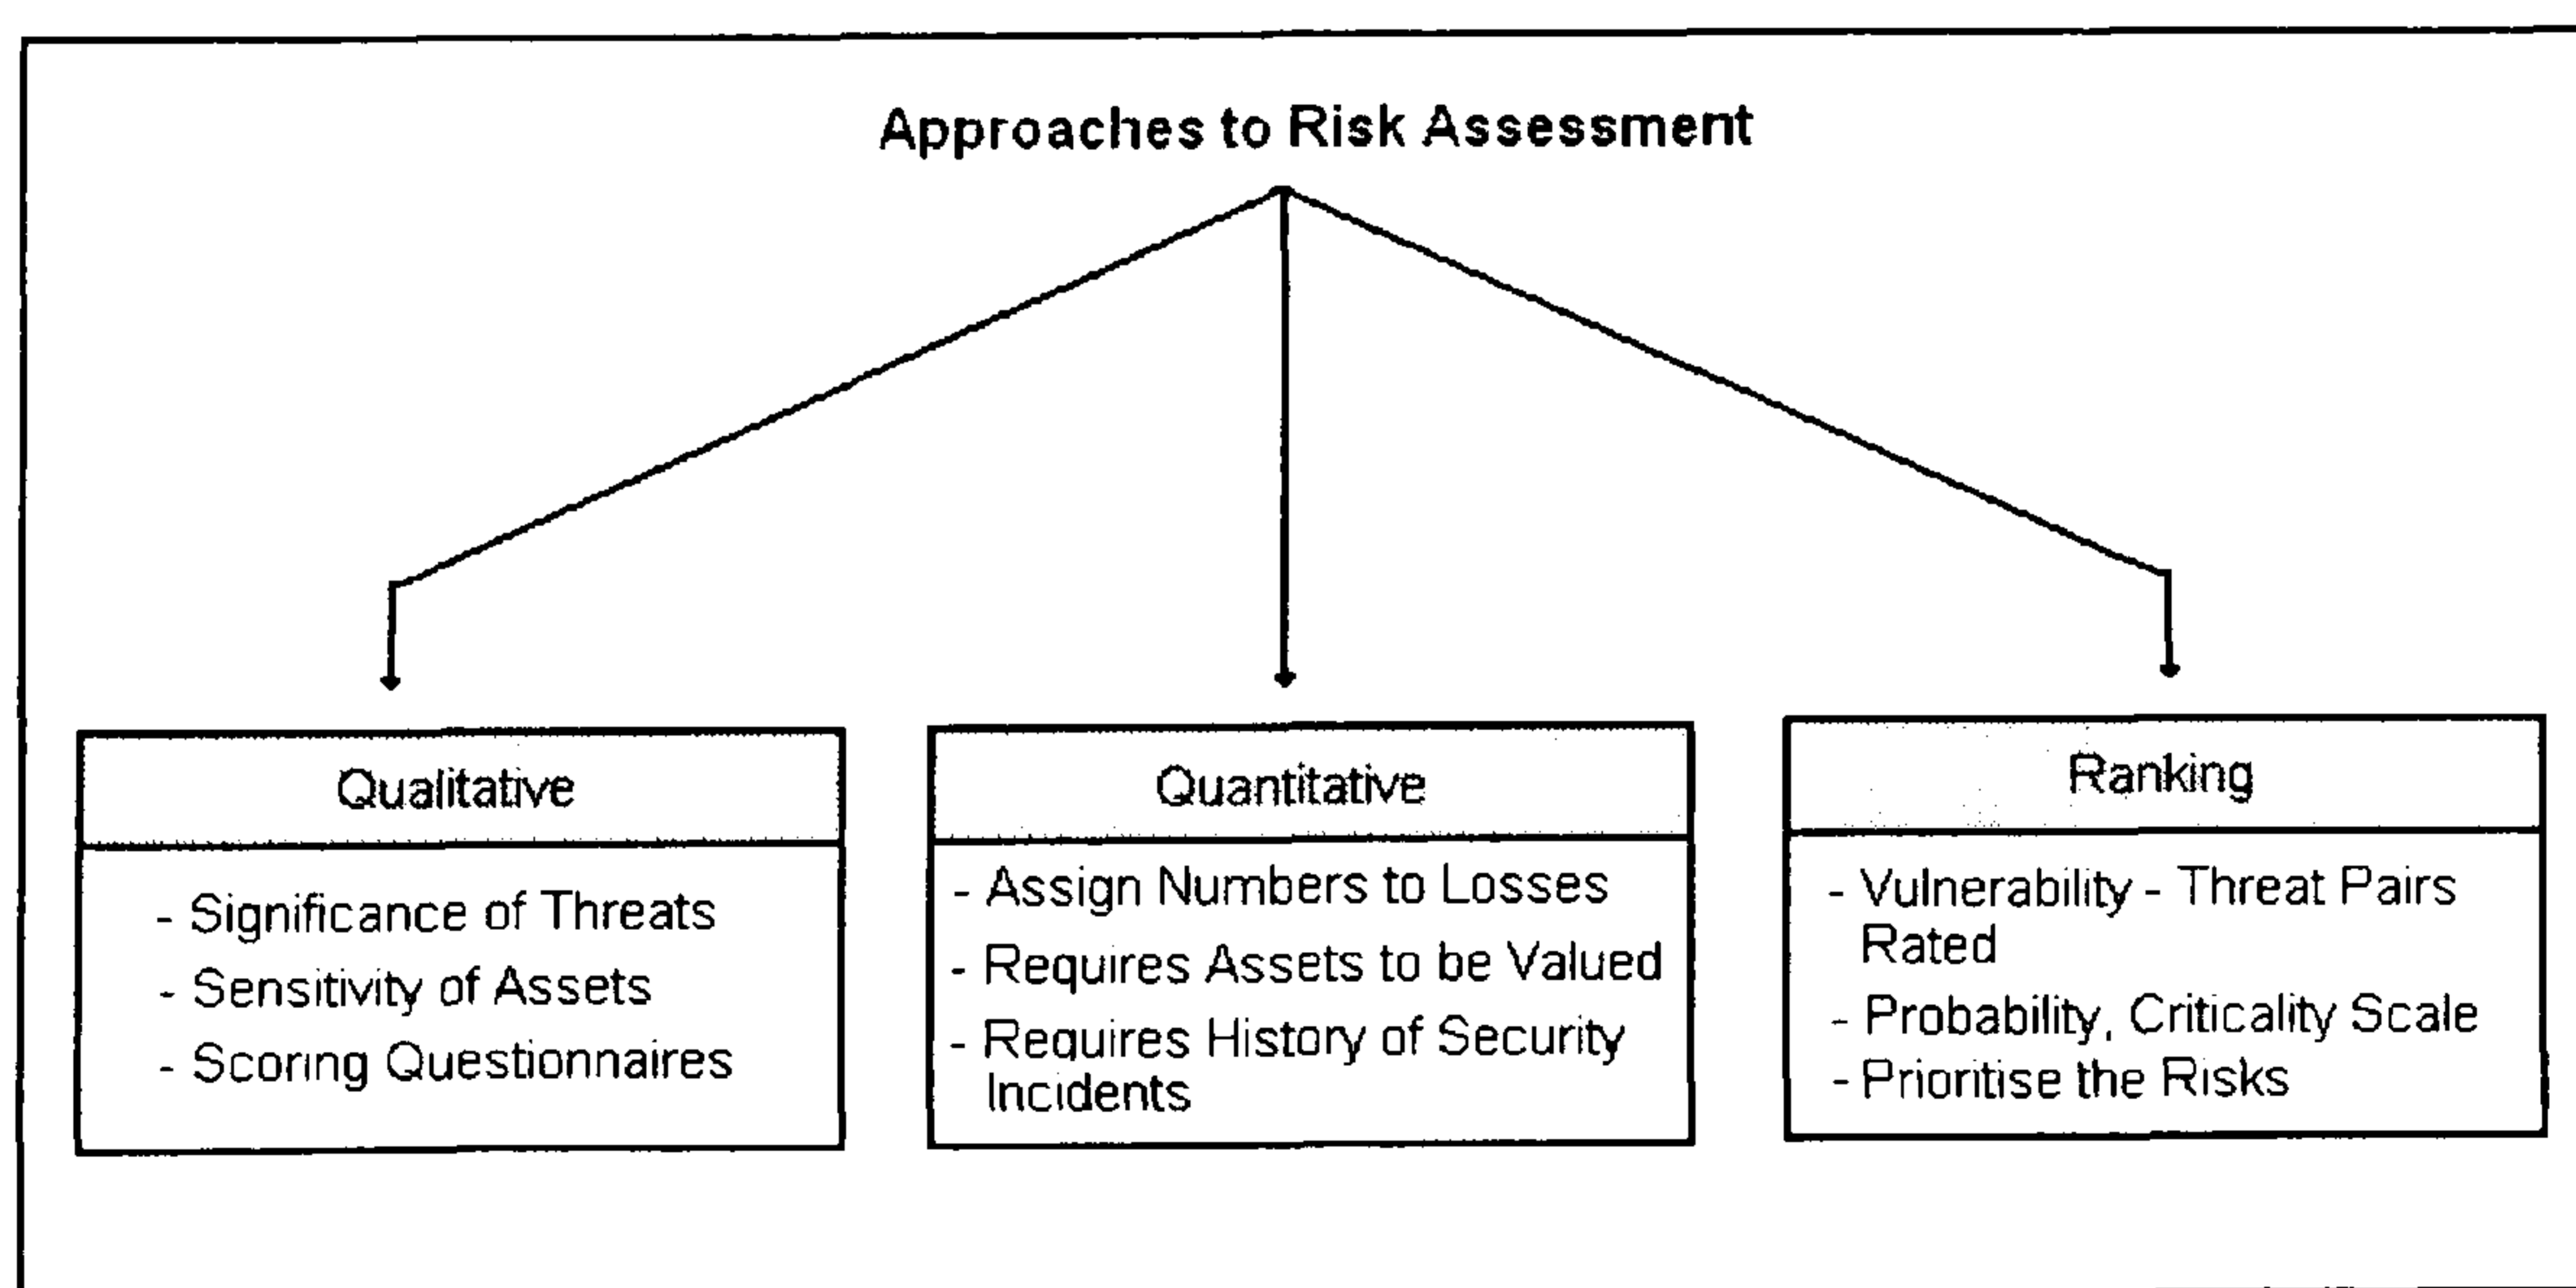 Approaches to Risk Assessment
Qualitative
- Significance of Threats
- Sensitivity of Assets
- Scoring Questionnaires
Quantitative
- Assign Numbers to Losses
- Requires Assets to be Valued
- Requires History of Security
Incidents
Ranking
- Vulnerability - Threat Pairs
Rated
- Probability, Criticality Scale
- Prioritise the Risks